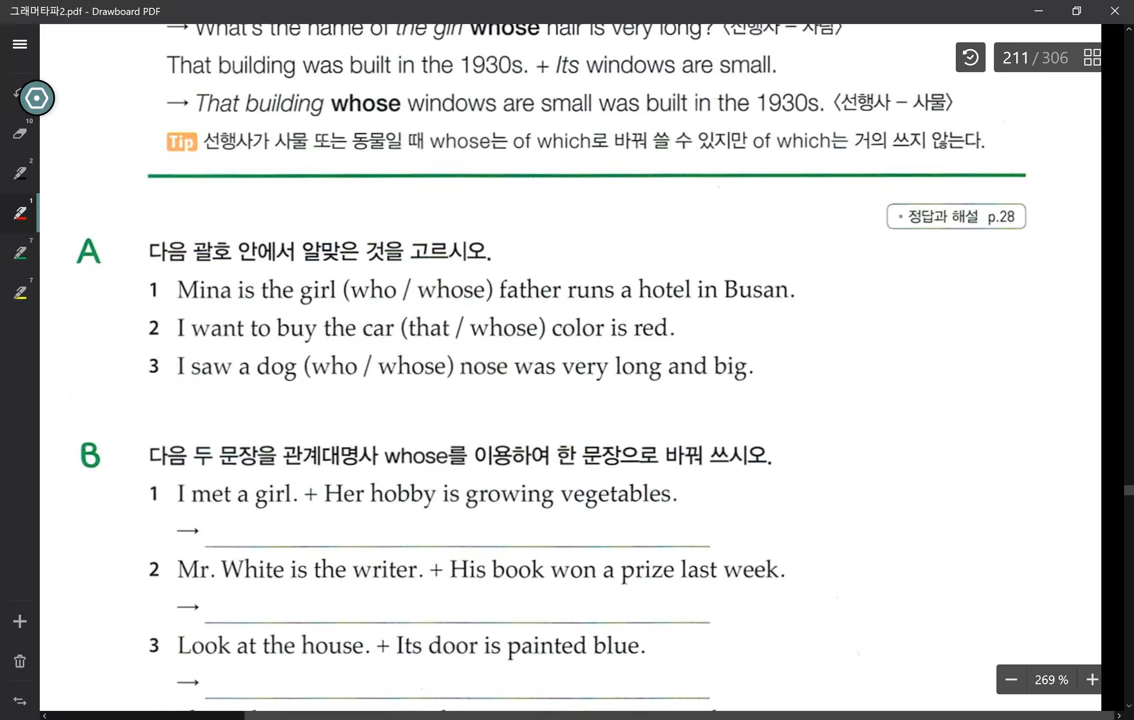 그래머타파2.pdf - Drawboard PDF
→ What's the name of the girl whose hair is very long? <선행사 – 사람>
211 / 306
That building was built in the 1930s. + Its windows are small.
→ That building whose windows are small was built in the 1930s. <선행사 – 사물>
Tip 선행사가 사물 또는 동물일 때 whose는 of which로 바꿔 쓸 수 있지만 of which는 거의 쓰지 않는다.
• 정답과 해설 p.28
A 다음 괄호 안에서 알맞은 것을 고르시오.
1 Mina is the girl (who / whose) father runs a hotel in Busan.
2 I want to buy the car (that / whose) color is red.
3 I saw a dog (who / whose) nose was very long and big.
B 다음 두 문장을 관계대명사 whose를 이용하여 한 문장으로 바꿔 쓰시오.
1 I met a girl. + Her hobby is growing vegetables.
→
2 Mr. White is the writer. + His book won a prize last week.
→
3 Look at the house. + Its door is painted blue.
→
269 %
10
2
1
7
7